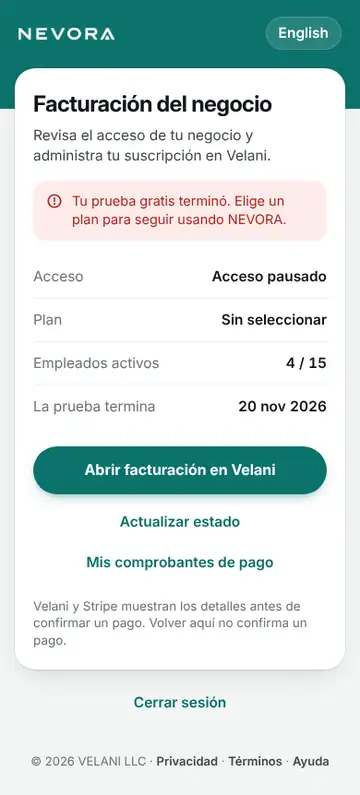 NEVORA
English
Facturación del negocio
Revisa el acceso de tu negocio y
administra tu suscripción en Velani.
Tu prueba gratis terminó. Elige un
plan para seguir usando NEVORA.
Acceso
Acceso pausado
Plan
Sin seleccionar
Empleados activos
4 / 15
La prueba termina
20 nov 2026
Abrir facturación en Velani
Actualizar estado
Mis comprobantes de pago
Velani y Stripe muestran los detalles antes de
confirmar un pago. Volver aquí no confirma un
pago.
Cerrar sesión
© 2026 VELANI LLC · Privacidad · Términos · Ayuda